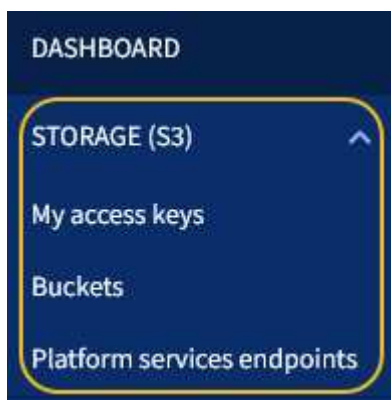 DASHBOARD
STORAGE (S3)
My access keys
Buckets
Platform services endpoints